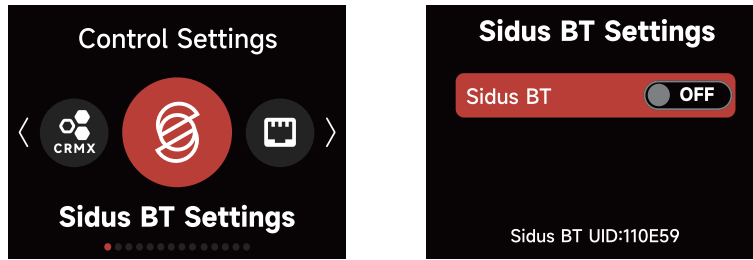 Control Settings
CRMX
Sidus BT Settings
Sidus BT Settings
Sidus BT OFF
Sidus BT UID:110E59